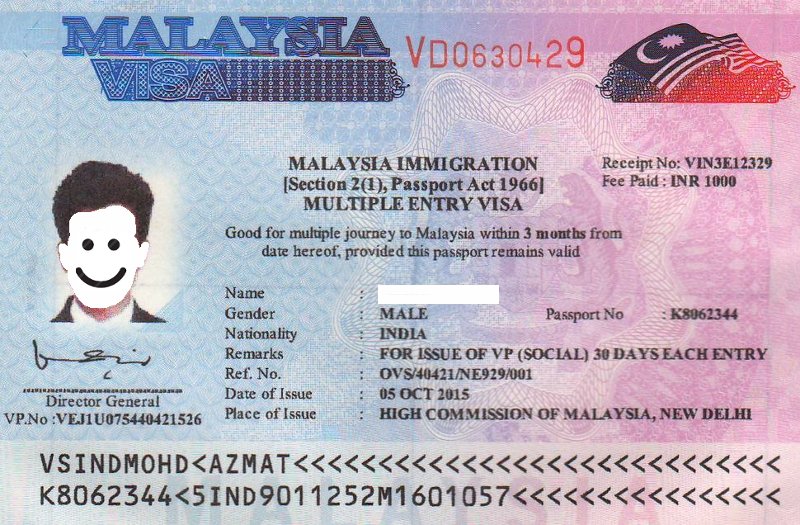 MALAYSIA
VISA
VD0630429
MALAYSIA IMMIGRATION
[Section 2(1), Passport Act 1966]
MULTIPLE ENTRY VISA
Receipt No: VIN3E12329
Fee Paid : INR 1000
Good for multiple journey to Malaysia within 3 months from
date hereof, provided this passport remains valid
Name :
Gender : MALE Passport No : K8062344
Nationality : INDIA
Remarks : FOR ISSUE OF VP (SOCIAL) 30 DAYS EACH ENTRY
Ref. No. : OVS/40421/NE929/001
Date of Issue : 05 OCT 2015
Place of Issue : HIGH COMMISSION OF MALAYSIA, NEW DELHI
Director General
VP.No :VEJ1U075440421526
VSINDMOHD<AZMAT<<<<<<<<<<<<<<<<<<<<<<<<<<<<<
K8062344<5IND9011252M1601057<<<<<<<<<<<<<<<<